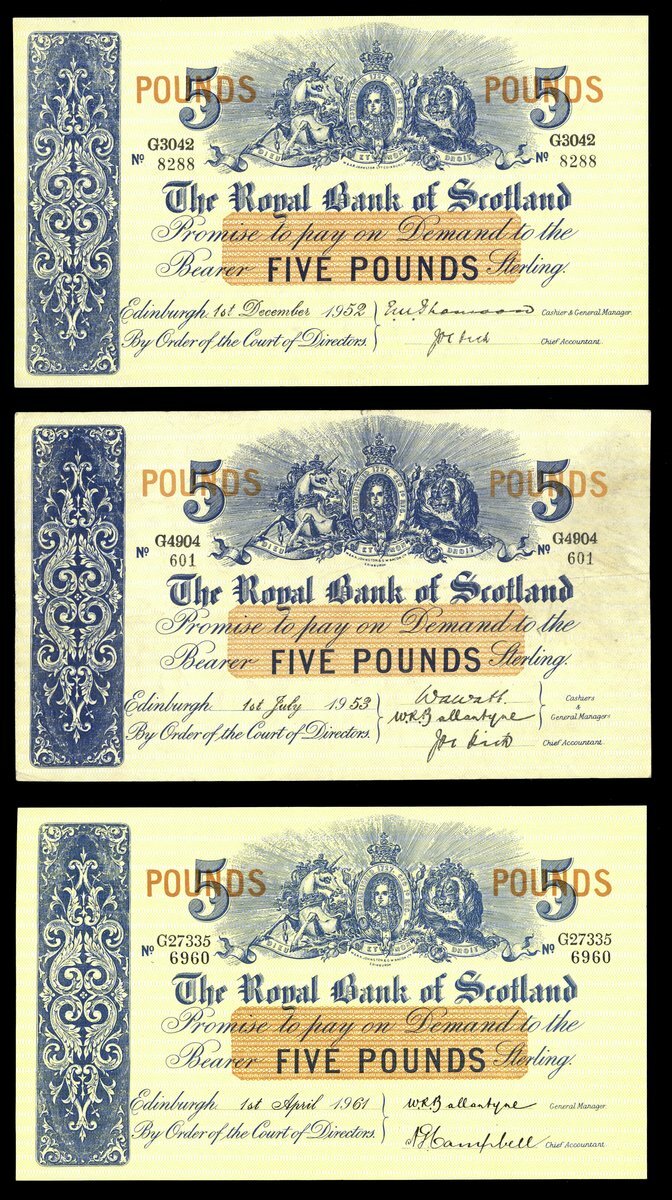 POUNDS 5 POUNDS 5
G3042 G3042
Nº 8288 Nº 8288
DIEU ET MON DROIT
The Royal Bank of Scotland
Promise to pay on Demand to the
Bearer FIVE POUNDS Sterling.
Edinburgh 1st December 1952 Cashier & General Manager.
By Order of the Court of Directors. Chief Accountant.
POUNDS 5 POUNDS 5
G4904 G4904
Nº 601 Nº 601
DIEU ET MON DROIT
The Royal Bank of Scotland
Promise to pay on Demand to the
Bearer FIVE POUNDS Sterling.
Edinburgh 1st July 1953 Cashiers & General Managers
W.R.Ballantyne
By Order of the Court of Directors. Chief Accountant.
POUNDS 5 POUNDS 5
G27335 G27335
Nº 6960 Nº 6960
DIEU ET MON DROIT
The Royal Bank of Scotland
Promise to pay on Demand to the
Bearer FIVE POUNDS Sterling.
Edinburgh 1st April 1961 W.R.Ballantyne General Manager
By Order of the Court of Directors. A.G.Campbell Chief Accountant.